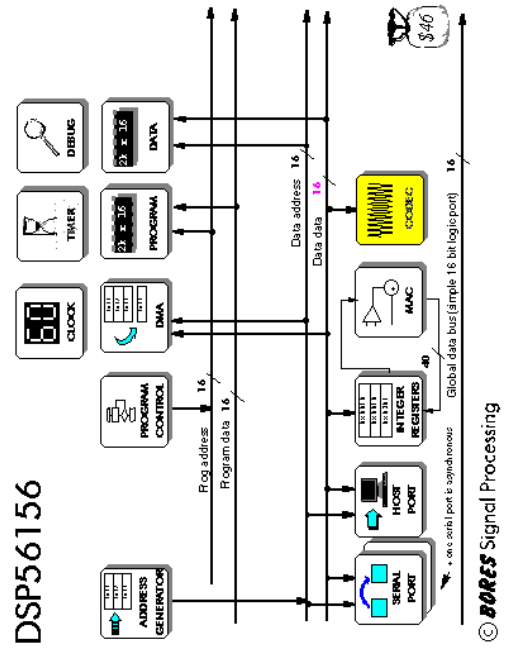 DSP56156
CLOCK
TIMER
DEBUG
ADDRESS
GENERATOR
PROGRAM
CONTROL
DMA
2k x 16
PROGRAM
2k x 16
DATA
Prog address
16
Program data
16
Data address
16
Data data
16
SERIAL
PORT
HOST
PORT
INTEGER
REGISTERS
MAC
CODEC
40
+ one serial port is asynchronous
Global data bus (simple 16 bit logic port)
16
$46
© BORES Signal Processing